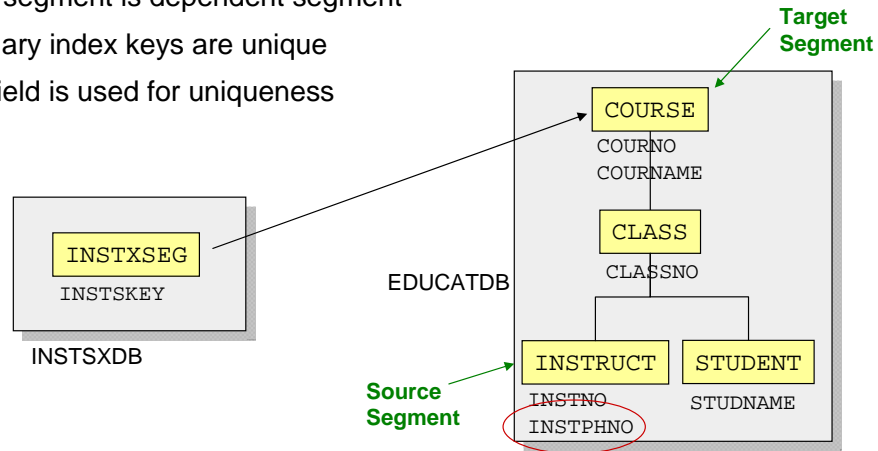 segment is dependent segment
ary index keys are unique
ield is used for uniqueness
Target
Segment
COURSE
COURNO
COURNAME
INSTXSEG
INSTSKEY
INSTSXDB
EDUCATDB
CLASS
CLASSNO
INSTRUCT
STUDENT
INSTNO
INSTPHNO
STUDNAME
Source
Segment